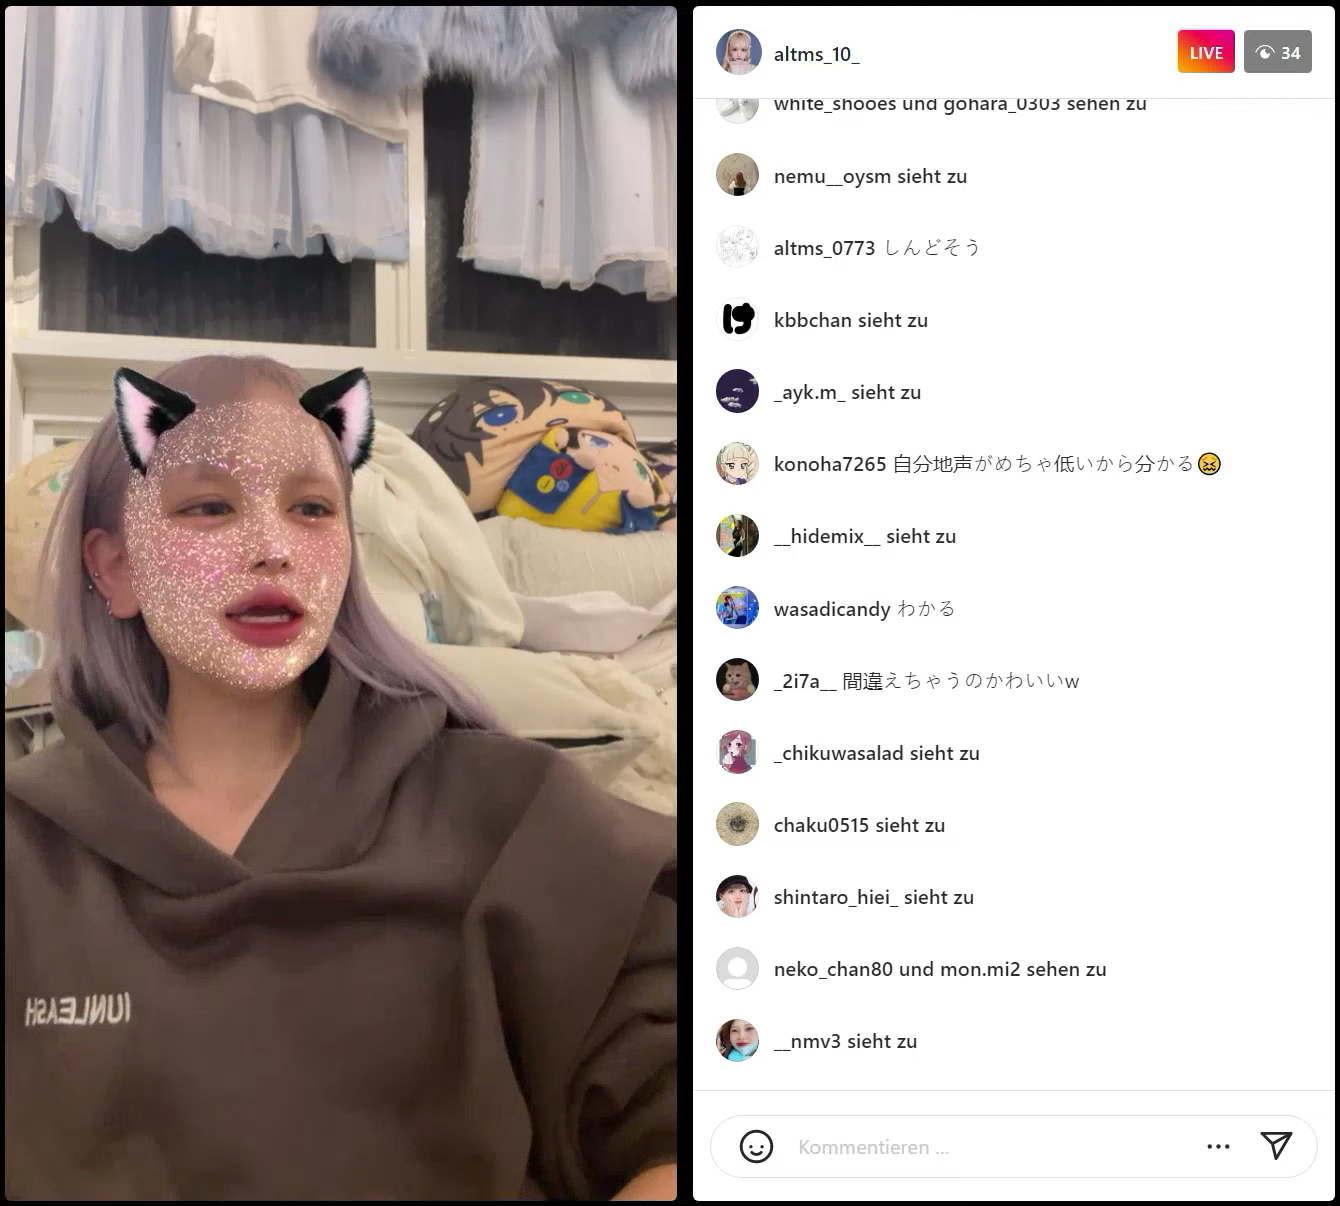 altms_10_
LIVE
34
white_shooes und gohara_0303 sehen zu
nemu__oysm sieht zu
altms_0773 しんどそう
kbbchan sieht zu
_ayk.m_ sieht zu
konoha7265 自分地声がめちゃ低いから分かる😖
__hidemix__ sieht zu
wasadicandy わかる
_2i7a__ 間違えちゃうのかわいいw
_chikuwasalad sieht zu
chaku0515 sieht zu
shintaro_hiei_ sieht zu
neko_chan80 und mon.mi2 sehen zu
__nmv3 sieht zu
Kommentieren ...
/UNLEASH